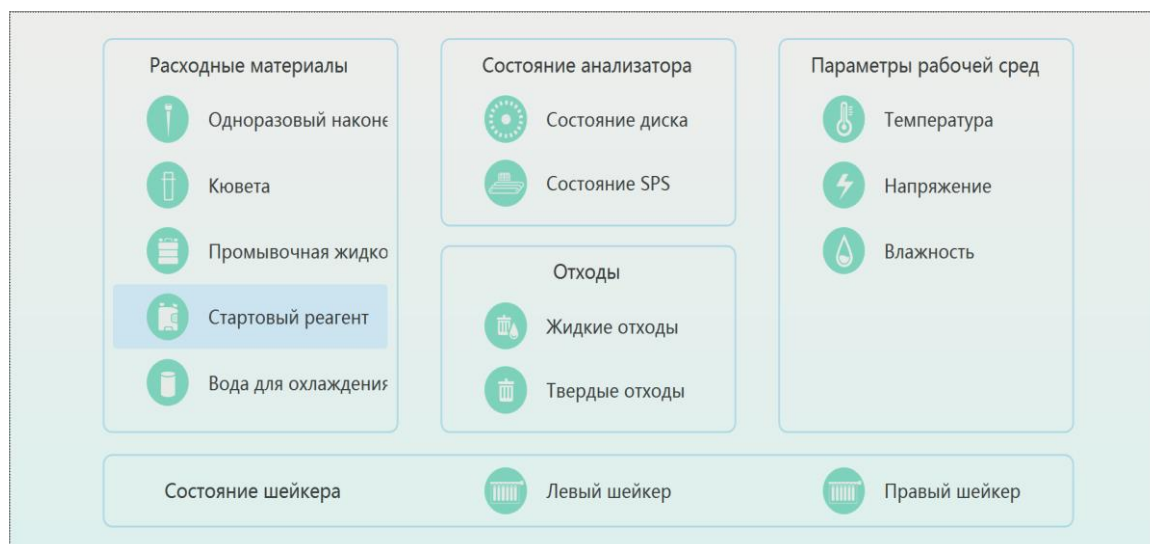 Расходные материалы
Одноразовый наконе
Кювета
Промывочная жидко
Стартовый реагент
Вода для охлаждения
Состояние анализатора
Состояние диска
Состояние SPS
Отходы
Жидкие отходы
Твердые отходы
Параметры рабочей сред
Температура
Напряжение
Влажность
Состояние шейкера
Левый шейкер
Правый шейкер